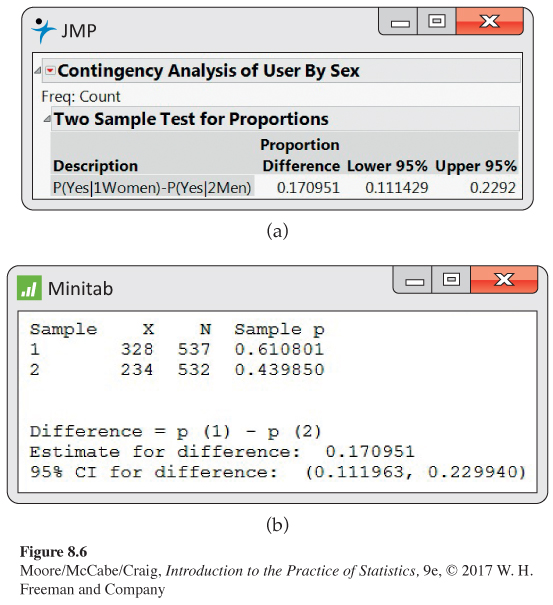 JMP
Contingency Analysis of User By Sex
Freq: Count
Two Sample Test for Proportions
Proportion
Description Difference Lower 95% Upper 95%
P(Yes|1Women)-P(Yes|2Men) 0.170951 0.111429 0.2292
(a)
Minitab
Sample X N Sample p
1 328 537 0.610801
2 234 532 0.439850
Difference = p (1) - p (2)
Estimate for difference: 0.170951
95% CI for difference: (0.111963, 0.229940)
(b)
Figure 8.6
Moore/McCabe/Craig, Introduction to the Practice of Statistics, 9e, © 2017 W. H.
Freeman and Company